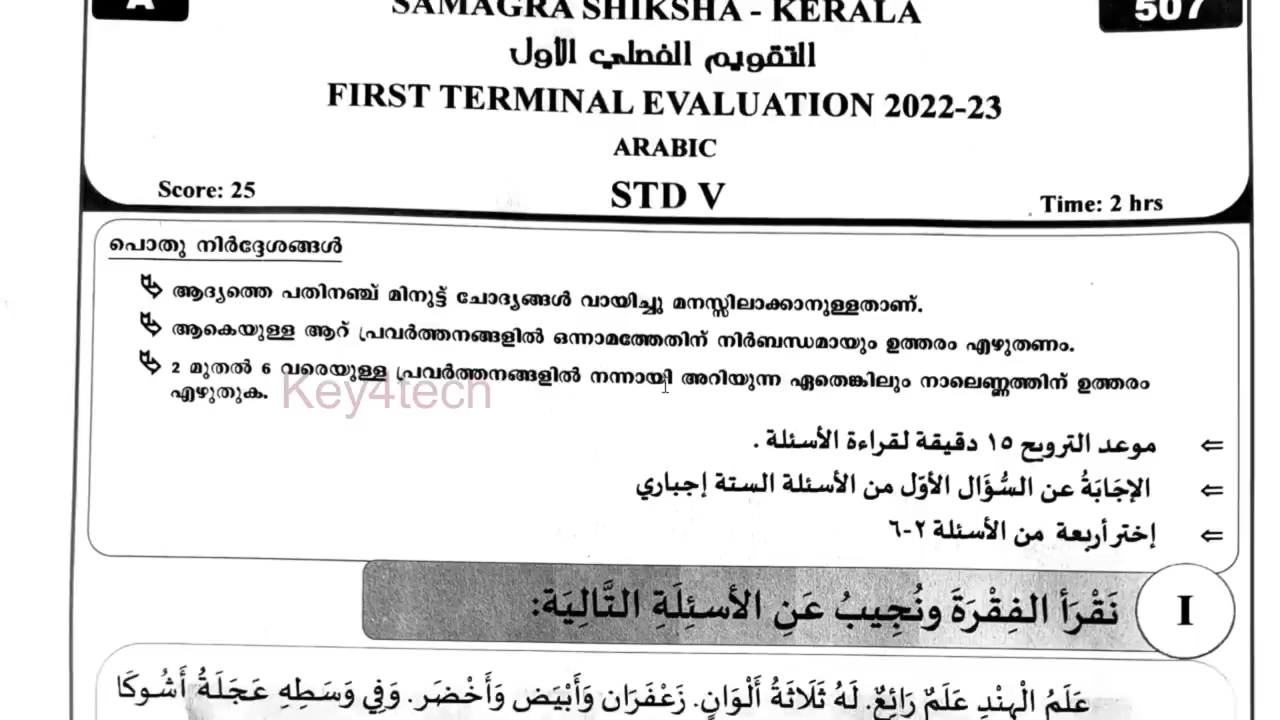 A
SAMAGRA SHIKSHA - KERALA
507
التقويم الفصلي الأول
FIRST TERMINAL EVALUATION 2022-23
ARABIC
Score: 25
STD V
Time: 2 hrs
പൊതു നിർദ്ദേശങ്ങൾ
ആദ്യത്തെ പതിനഞ്ച് മിനുട്ട് ചോദ്യങ്ങൾ വായിച്ചു മനസ്സിലാക്കാനുള്ളതാണ്.
ആകെയുള്ള ആറ് പ്രവർത്തനങ്ങളിൽ ഒന്നാമത്തെതിന് നിർബന്ധമായും ഉത്തരം എഴുതണം.
2 മുതൽ 6 വരെയുള്ള പ്രവർത്തനങ്ങളിൽ നന്നായി അറിയുന്ന ഏതെങ്കിലും നാലെണ്ണത്തിന് ഉത്തരം
എഴുതുക.
Key4tech
⇐ موعد الترويح ١٥ دقيقة لقراءة الأسئلة .
⇐ الإجَابَةُ عن السُّؤَال الأوّل من الأسئلة الستة إجباري
⇐ إختر أربعة من الأسئلة ٢-٦
I نَقْرَأ الفِقْرَةَ ونُجِيبُ عَنِ الأسئِلَةِ التَّالِيَة:
عَلَمُ الْهِنْدِ عَلَمٌ رَائِعٌ. لَهُ ثَلَاثَةُ أَلْوَانٍ. زَعْفَرَان وَأَبْيَض وَأَخْضَر. وَفِي وَسَطِهِ عَجَلَةُ أَشُوكَا